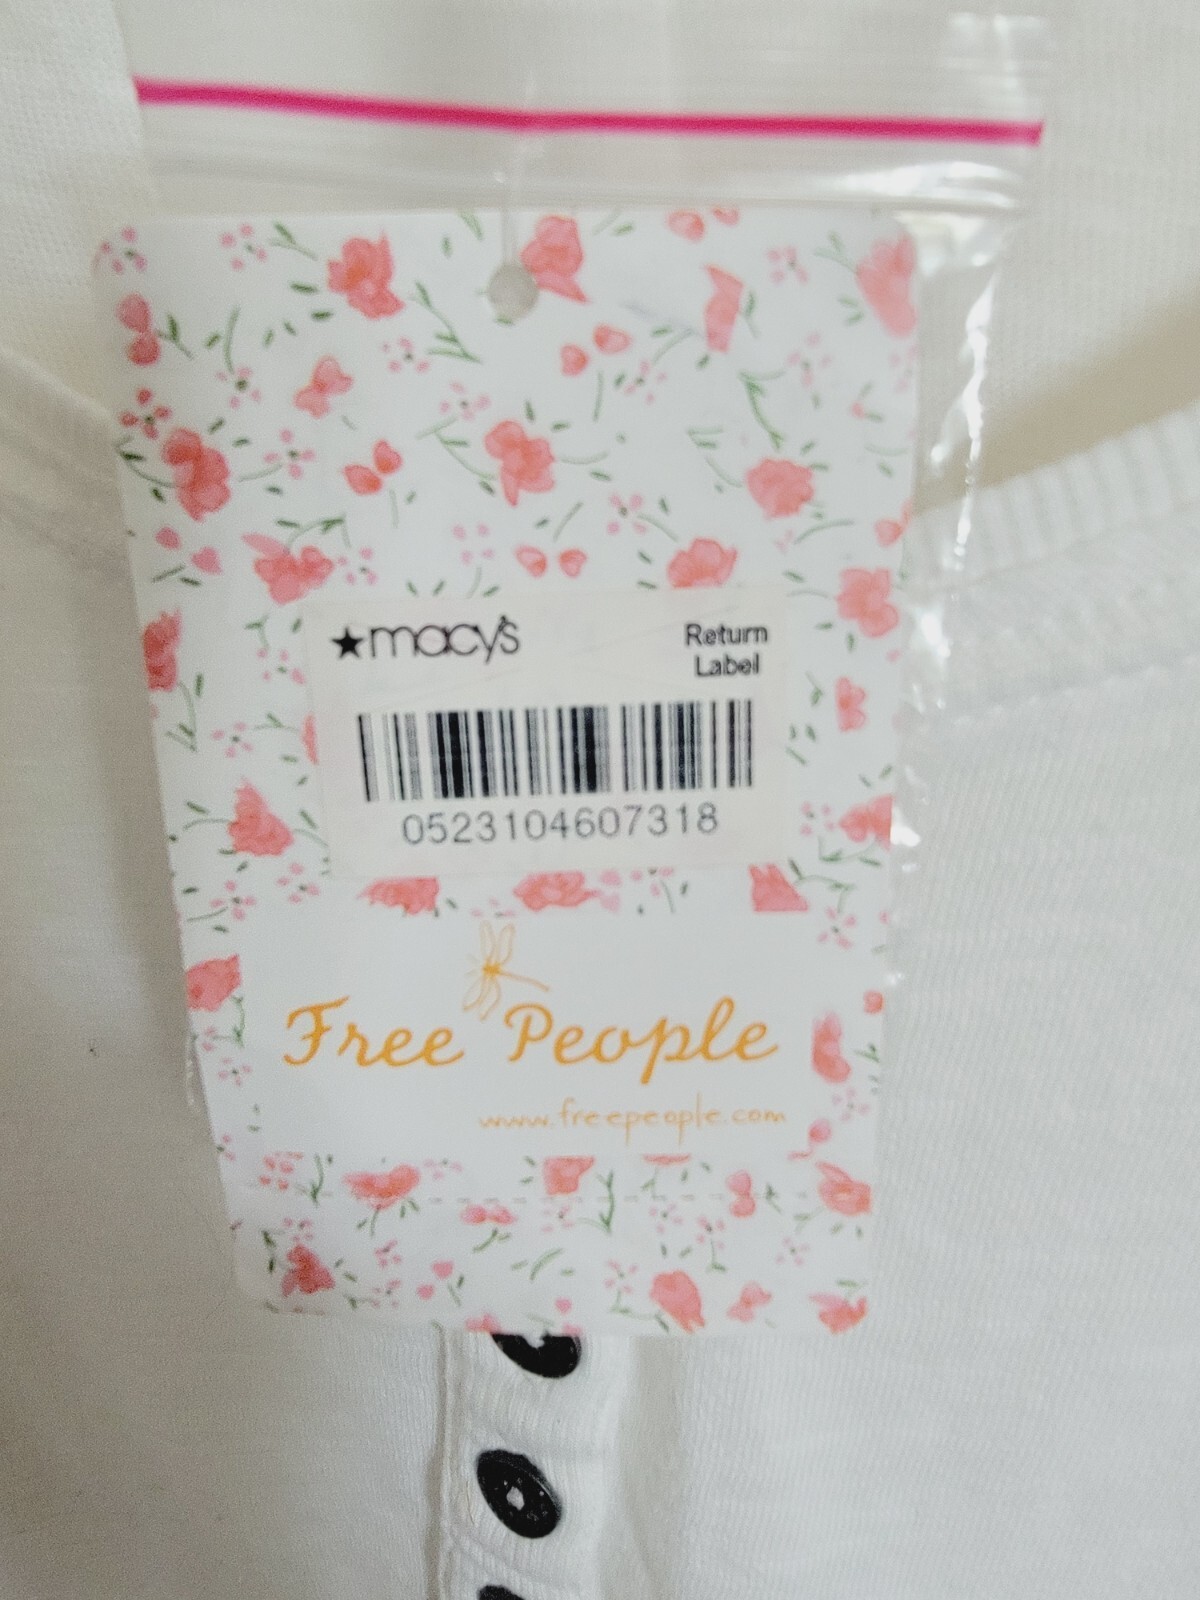 ★macy's
Return
Label
0523104607318
Free People
www.freepeople.com